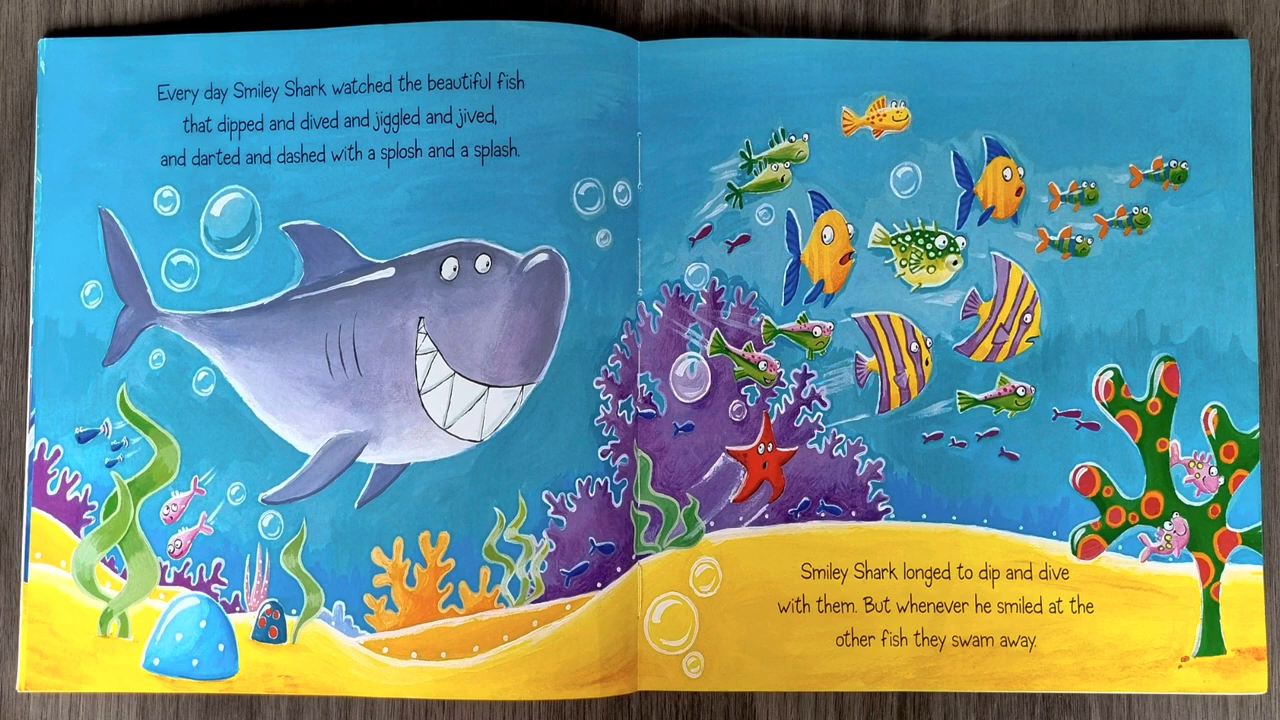 Every day Smiley Shark watched the beautiful fish
that dipped and dived and jiggled and jived,
and darted and dashed with a splosh and a splash.
Smiley Shark longed to dip and dive
with them. But whenever he smiled at the
other fish they swam away.